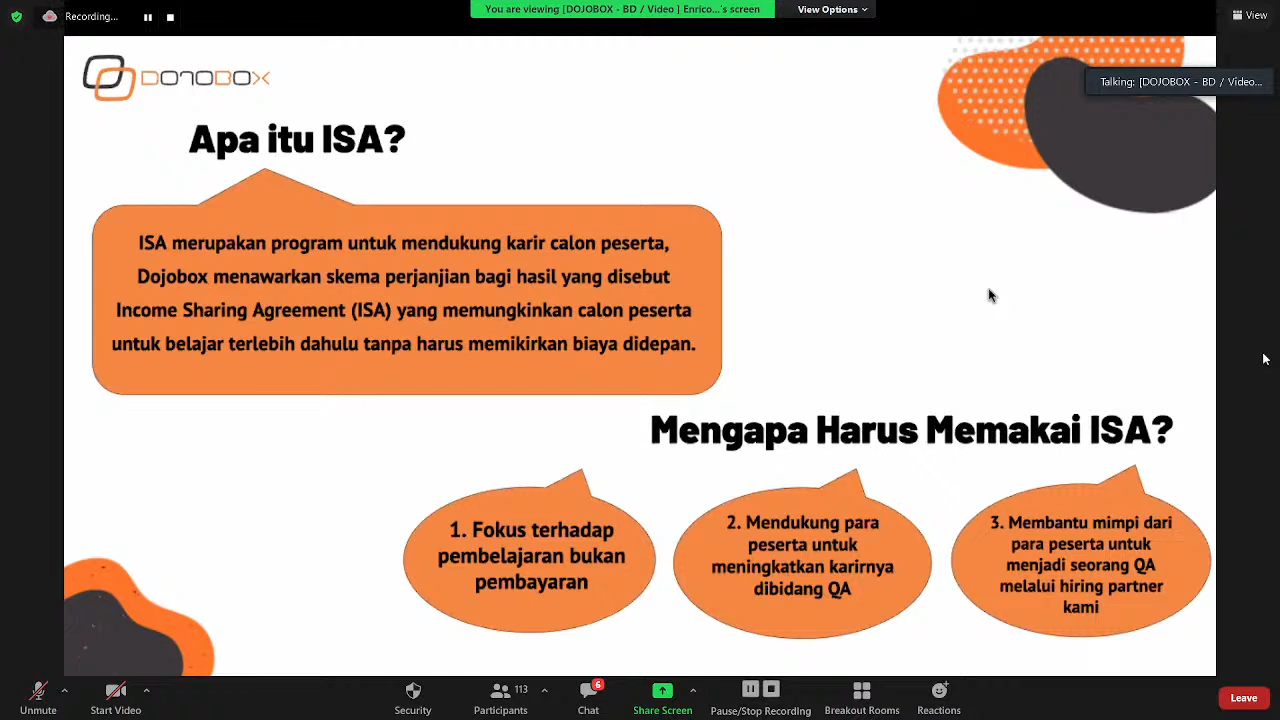 Recording...
You are viewing [DOJOBOX - BD / Video ] Enrico...'s screen
View Options
View
DOJOBOX
Talking: [DOJOBOX - BD / Video...
Apa itu ISA?
ISA merupakan program untuk mendukung karir calon peserta,
Dojobox menawarkan skema perjanjian bagi hasil yang disebut
Income Sharing Agreement (ISA) yang memungkinkan calon peserta
untuk belajar terlebih dahulu tanpa harus memikirkan biaya didepan.
Mengapa Harus Memakai ISA?
1. Fokus terhadap
pembelajaran bukan
pembayaran
2. Mendukung para
peserta untuk
meningkatkan karirnya
dibidang QA
3. Membantu mimpi dari
para peserta untuk
menjadi seorang QA
melalui hiring partner
kami
Unmute
Start Video
Security
Participants
113
Chat
6
Share Screen
Pause/Stop Recording
Breakout Rooms
Reactions
Leave